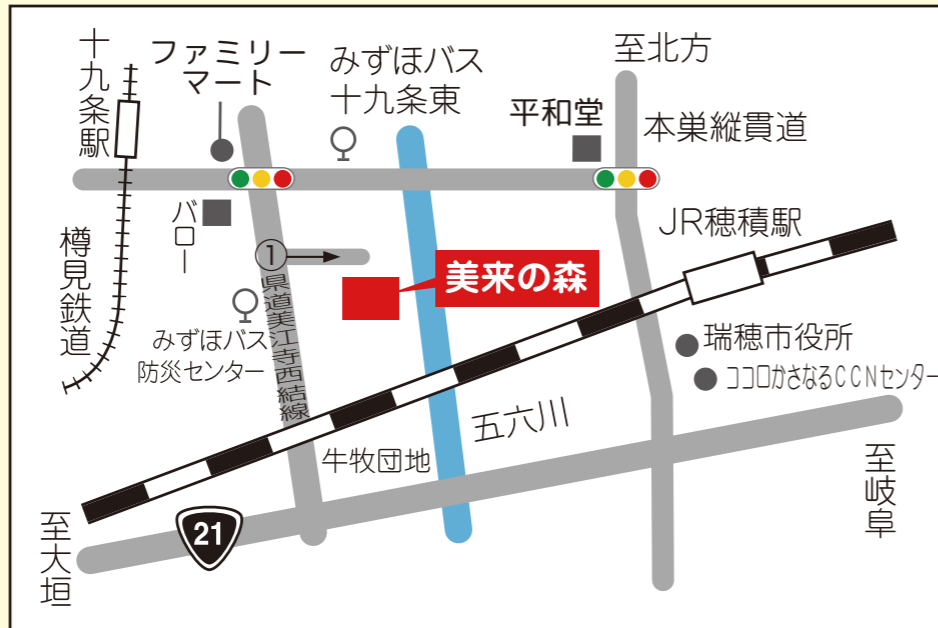 十九条駅
ファミリー
マート
みずほバス
十九条東
至北方
平和堂
本巣縦貫道
バロー
JR穂積駅
樽見鉄道
①
美来の森
県道美江寺西結線
みずほバス
防災センター
瑞穂市役所
ココロかさなるCCNセンター
五六川
牛牧団地
至岐阜
21
至大垣